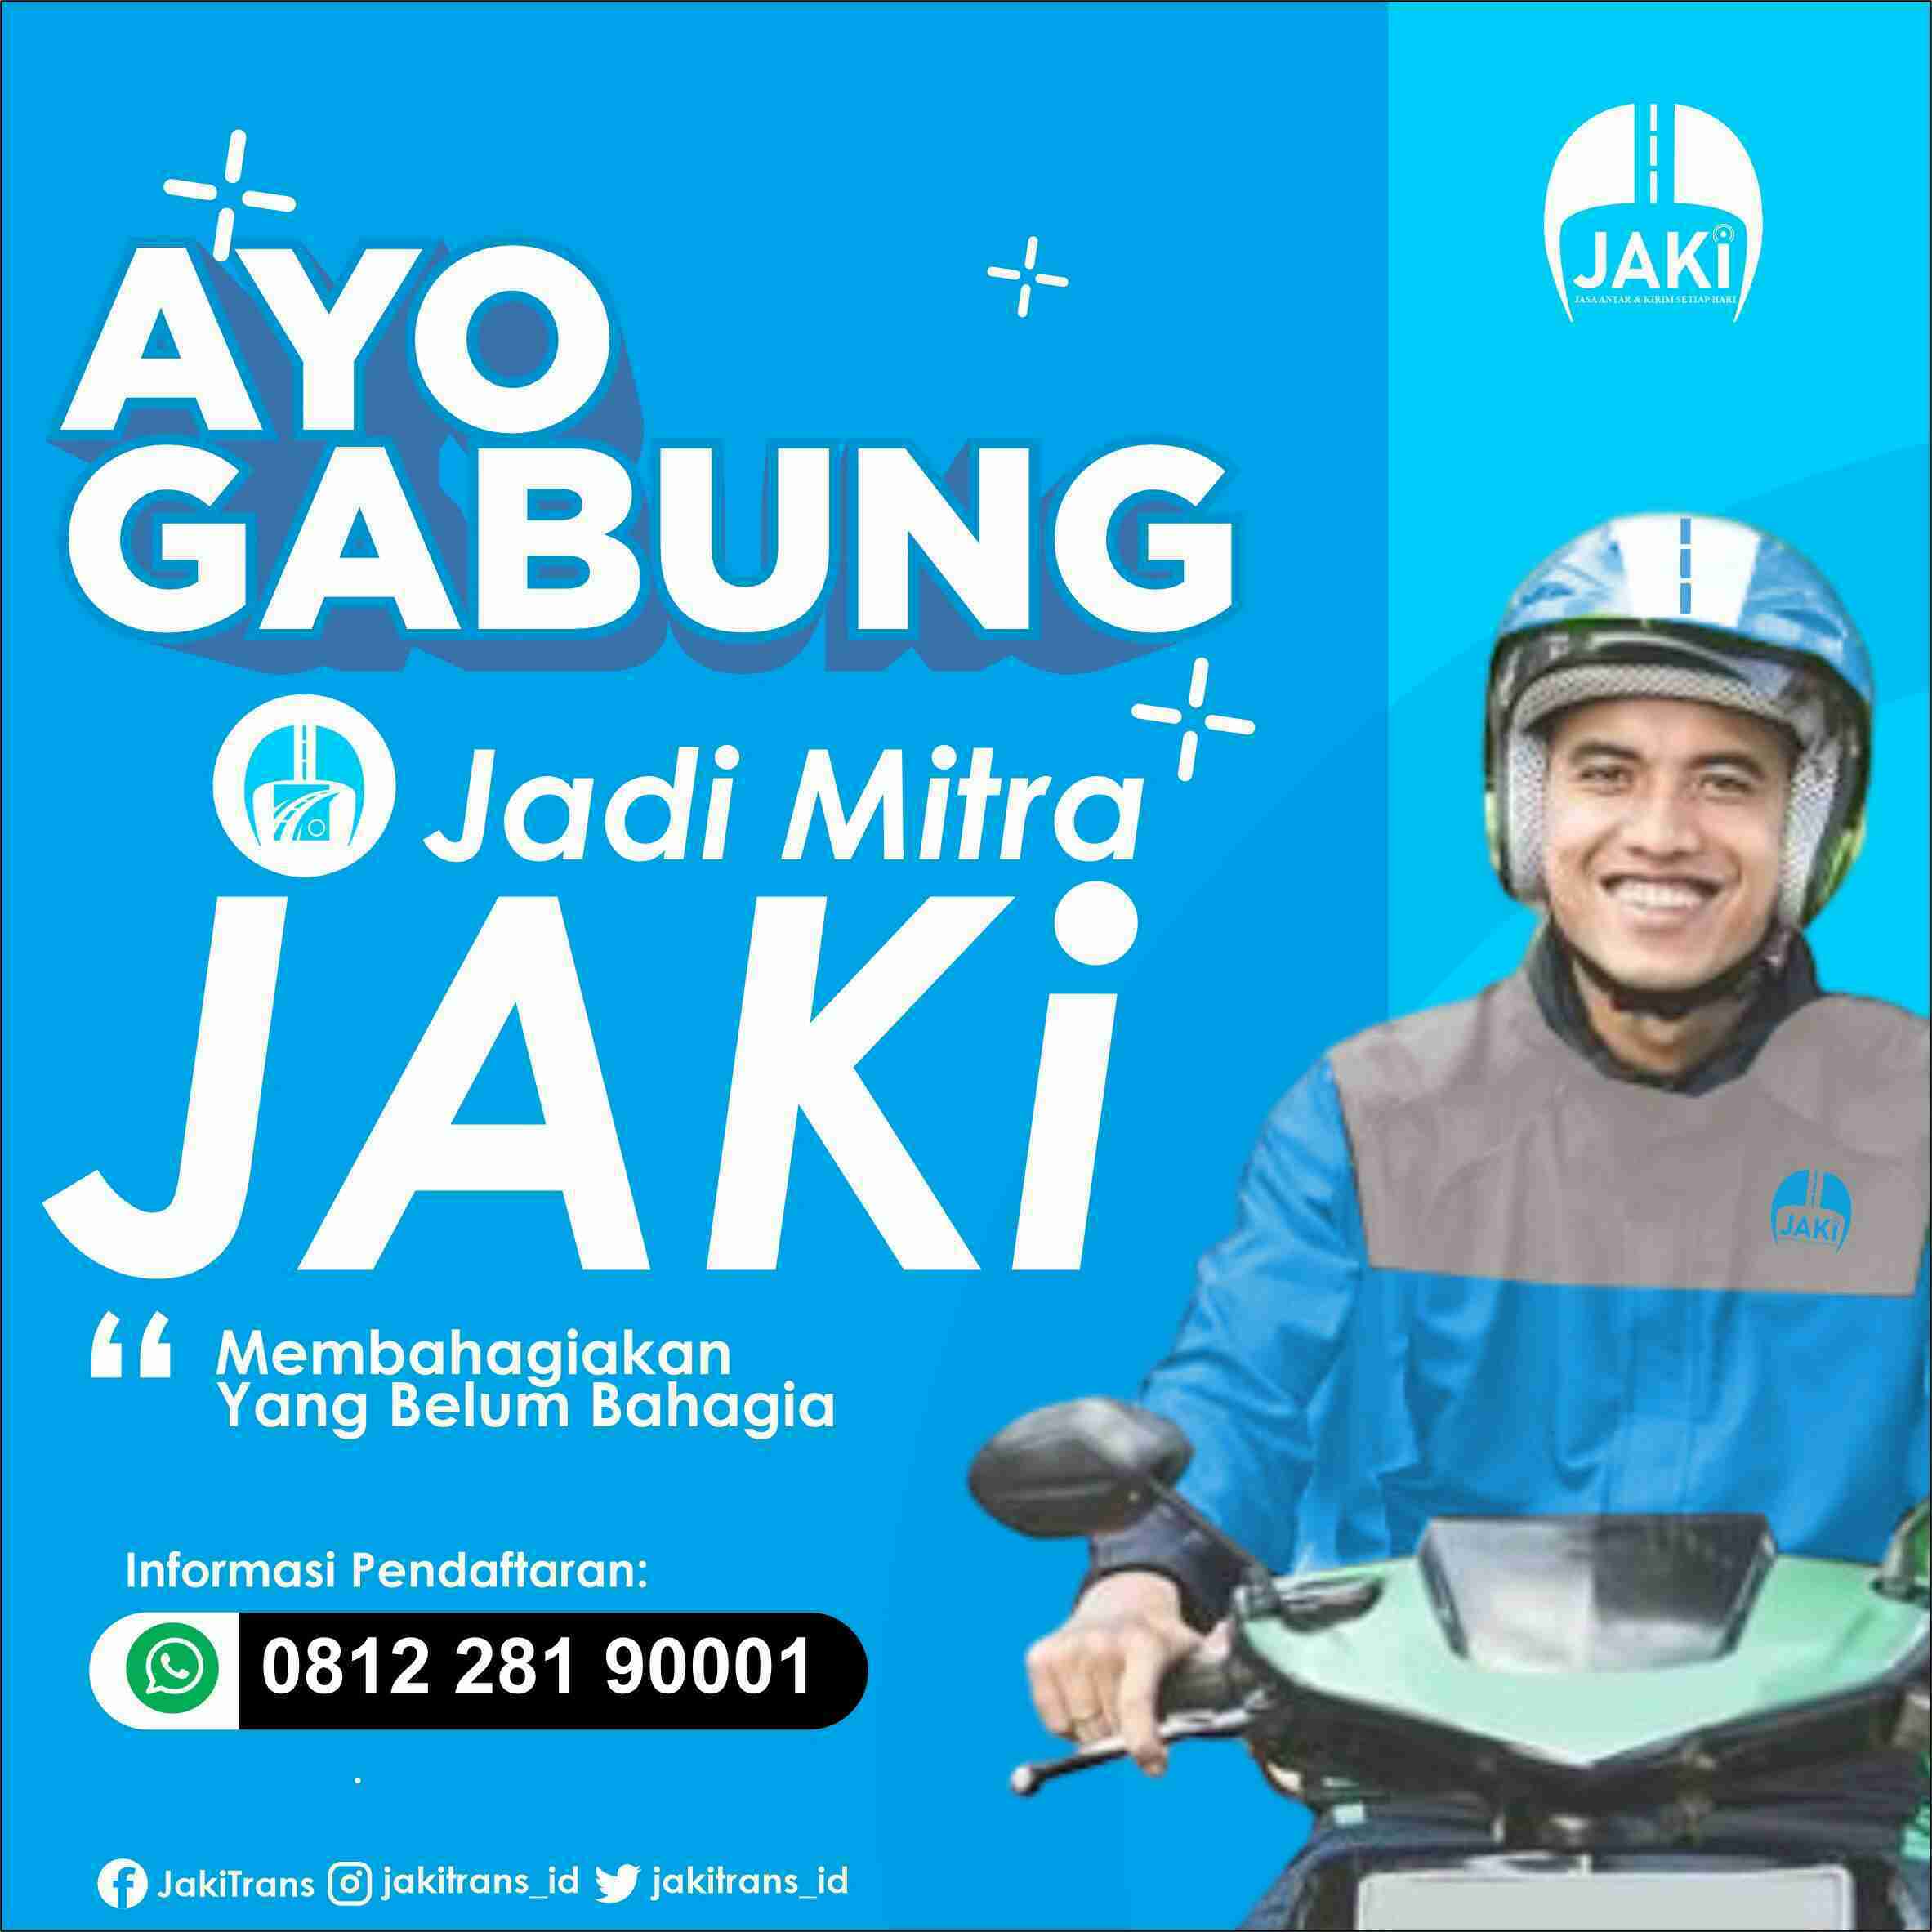 JAKi
JASA ANTAR & KIRIM SETIAP HARI
AYO
GABUNG
Jadi Mitra
JAKi
“ Membahagiakan
Yang Belum Bahagia
JAKi
Informasi Pendaftaran:
0812 281 90001
JakiTrans jakitrans_id jakitrans_id